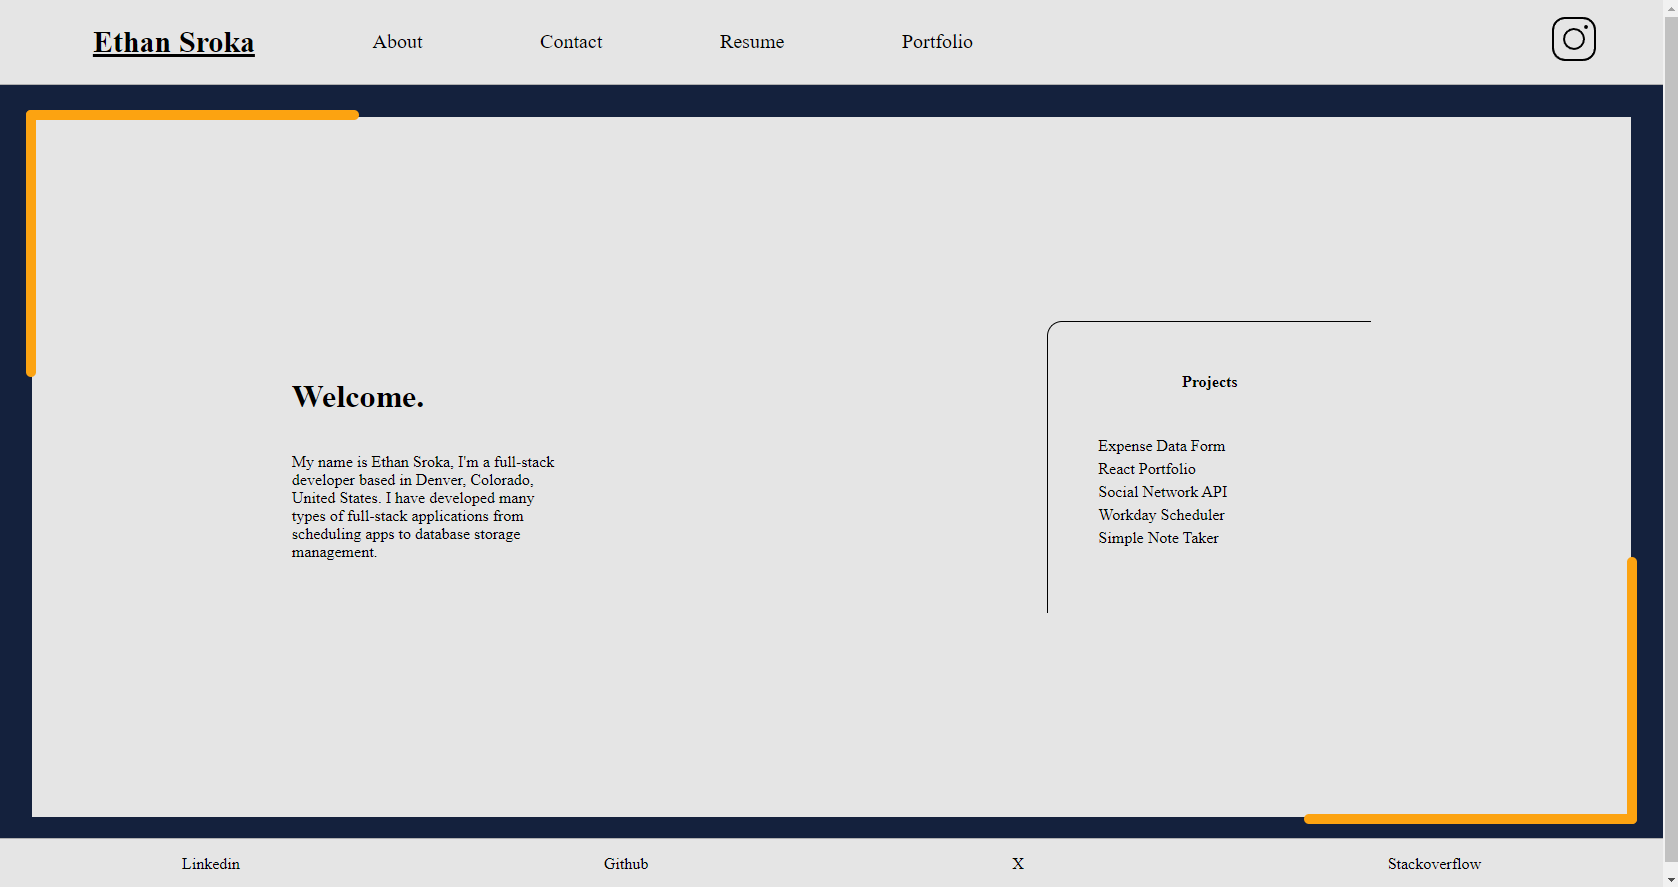 Ethan Sroka
About
Contact
Resume
Portfolio
Welcome.
My name is Ethan Sroka, I'm a full-stack
developer based in Denver, Colorado,
United States. I have developed many
types of full-stack applications from
scheduling apps to database storage
management.
Projects
Expense Data Form
React Portfolio
Social Network API
Workday Scheduler
Simple Note Taker
Linkedin
Github
X
Stackoverflow